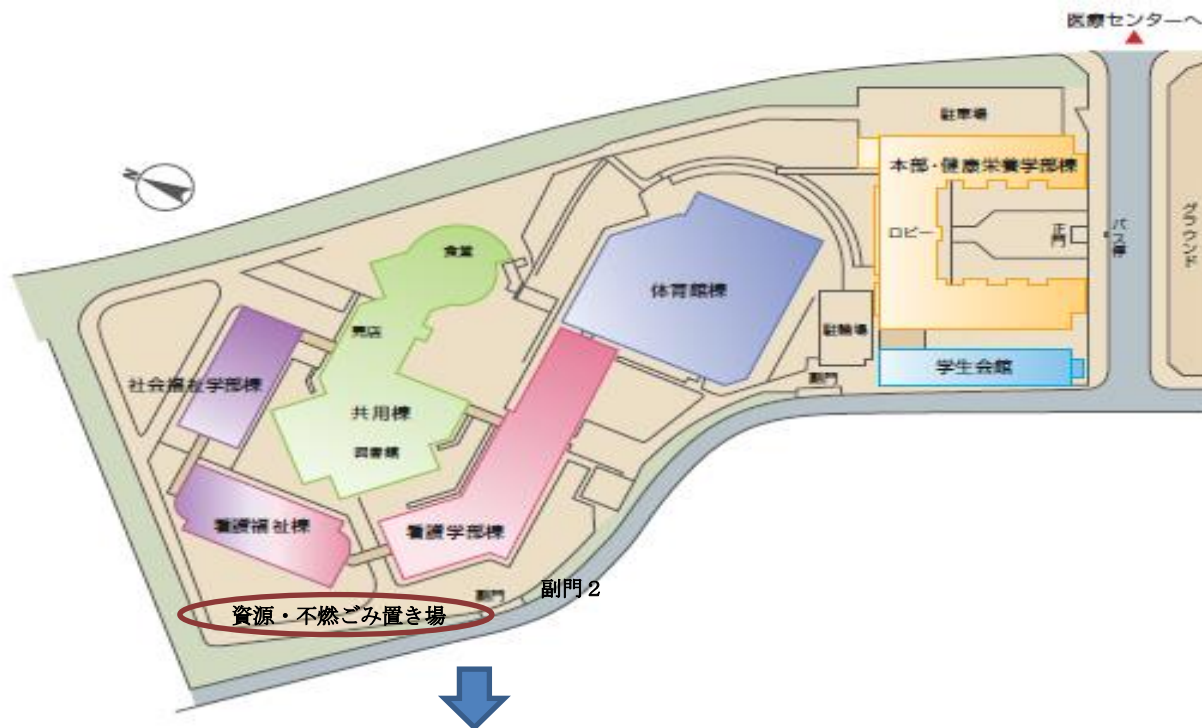 医療センターへ
駐車場
本部・健康栄養学部棟
ロビー
正門
バス停
グラウンド
N
食堂
体育館棟
売店
駐輪場
学生会館
社会福祉学部棟
副門
共用棟
図書館
看護福祉棟
看護学部棟
副門
副門２
資源・不燃ごみ置き場